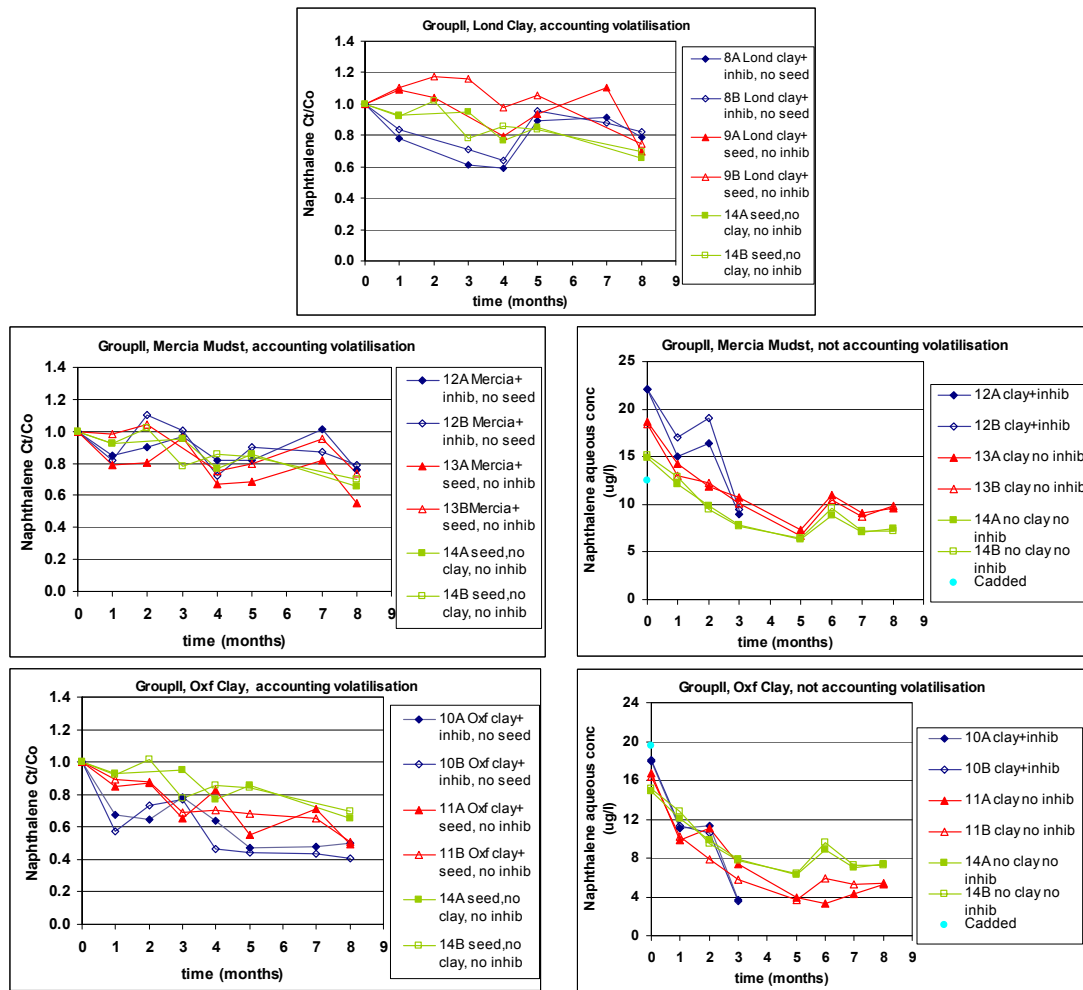 GroupII, Lond Clay, accounting volatilisation
Naphthalene Ct/Co
1.4
1.2
1.0
0.8
0.6
0.4
0.2
0.0
0 1 2 3 4 5 6 7 8 9
time (months)
8A Lond clay+
inhib, no seed
8B Lond clay+
inhib, no seed
9A Lond clay+
seed, no inhib
9B Lond clay+
seed, no inhib
14A seed,no
clay, no inhib
14B seed,no
clay, no inhib
GroupII, Mercia Mudst, accounting volatilisation
Naphthalene Ct/Co
1.4
1.2
1.0
0.8
0.6
0.4
0.2
0.0
0 1 2 3 4 5 6 7 8 9
time (months)
12A Mercia+
inhib, no seed
12B Mercia+
inhib, no seed
13A Mercia+
seed, no inhib
13BMercia+
seed, no inhib
14A seed,no
clay, no inhib
14B seed,no
clay, no inhib
GroupII, Mercia Mudst, not accounting volatilisation
Naphthalene aqueous conc
(ug/l)
25
20
15
10
5
0
0 1 2 3 4 5 6 7 8 9
time (months)
12A clay+inhib
12B clay+inhib
13A clay no inhib
13B clay no inhib
14A no clay no
inhib
14B no clay no
inhib
Cadded
GroupII, Oxf Clay, accounting volatilisation
Naphthalene Ct/Co
1.4
1.2
1.0
0.8
0.6
0.4
0.2
0.0
0 1 2 3 4 5 6 7 8 9
time (months)
10A Oxf clay+
inhib, no seed
10B Oxf clay+
inhib, no seed
11A Oxf clay+
seed, no inhib
11B Oxf clay+
seed, no inhib
14A seed,no
clay, no inhib
14B seed,no
clay, no inhib
GroupII, Oxf Clay, not accounting volatilisation
Naphthalene aqueous conc
(ug/l)
24
20
16
12
8
4
0
0 1 2 3 4 5 6 7 8 9
time (months)
10A clay+inhib
10B clay+inhib
11A clay no inhib
11B clay no inhib
14A no clay no
inhib
14B no clay no
inhib
Cadded